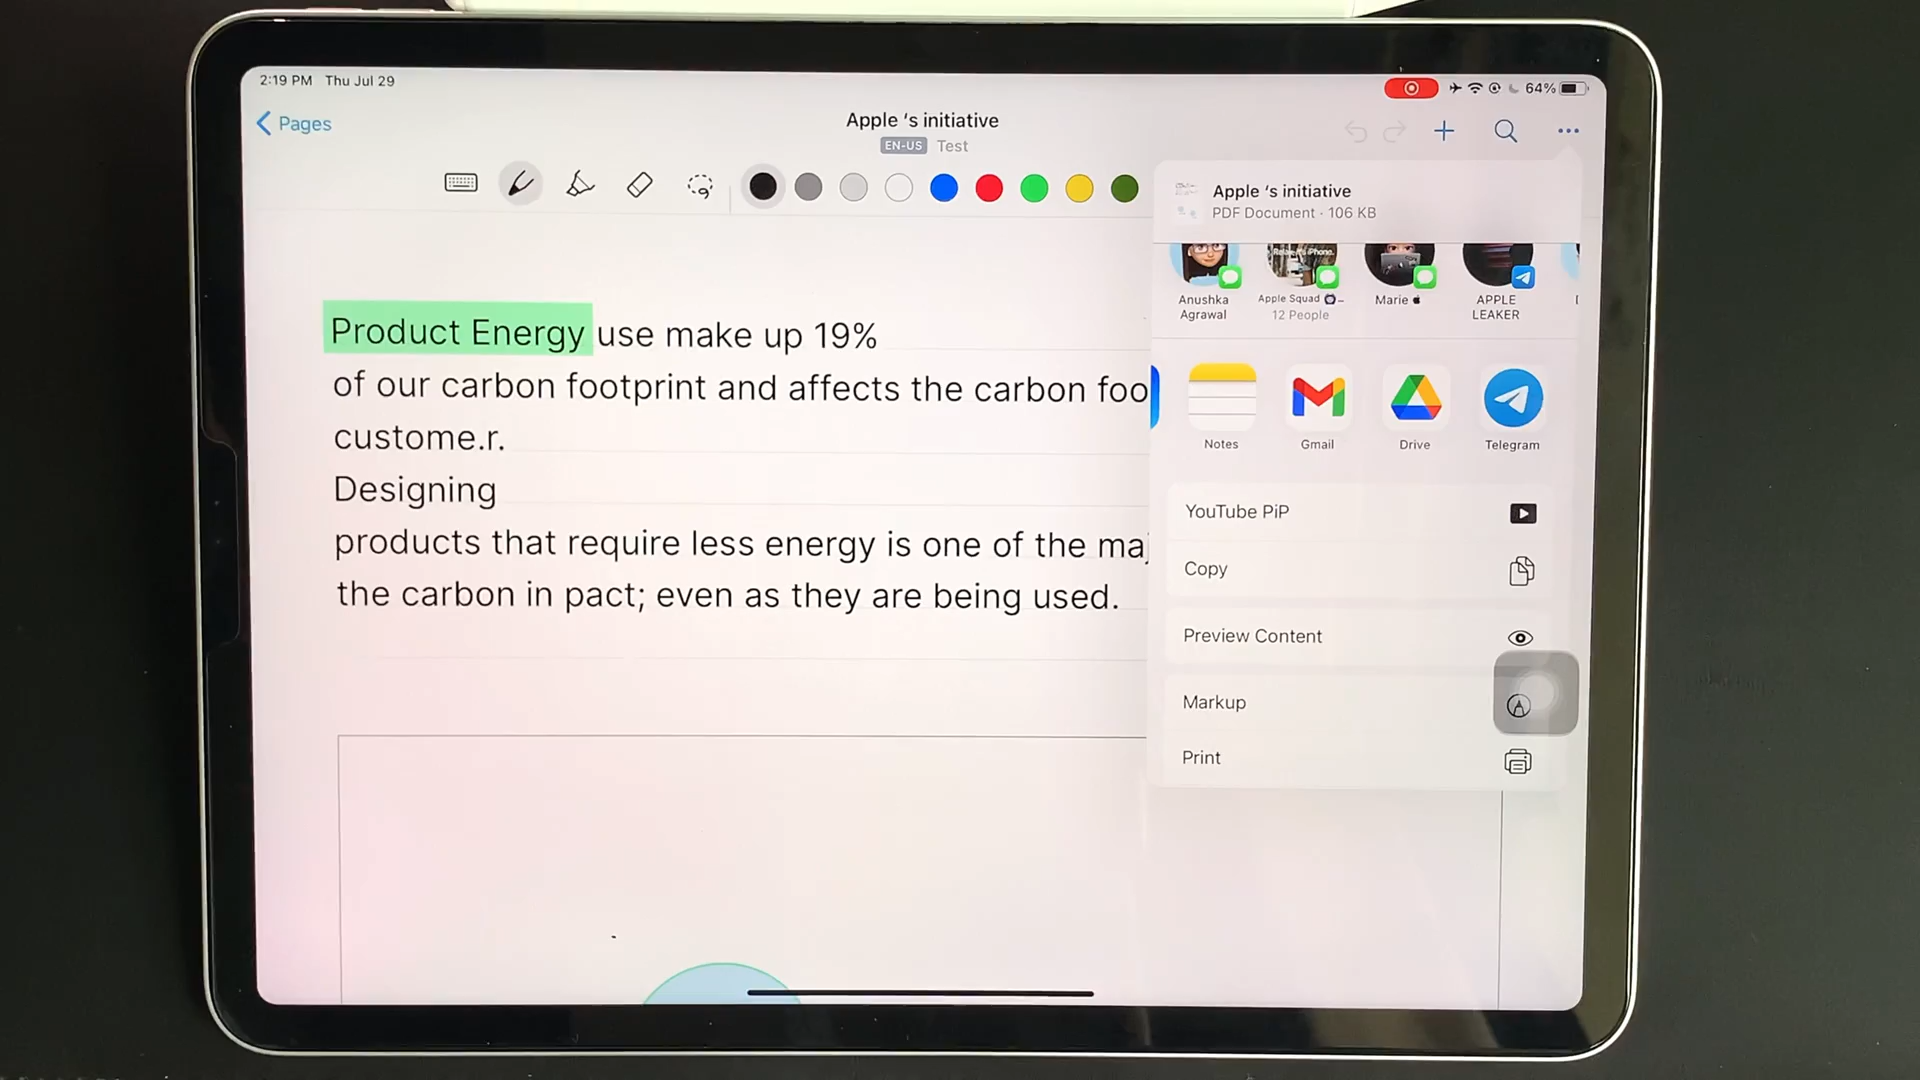 2:19 PM Thu Jul 29
64%
Pages
Apple ‘s initiative
EN-US Test
Product Energy use make up 19%
of our carbon footprint and affects the carbon foo
custome.r.
Designing
products that require less energy is one of the maj
the carbon in pact; even as they are being used.
Apple ‘s initiative
PDF Document · 106 KB
Anushka
Agrawal
Apple Squad
12 People
Marie
APPLE
LEAKER
Notes
Gmail
Drive
Telegram
YouTube PiP
Copy
Preview Content
Markup
Print